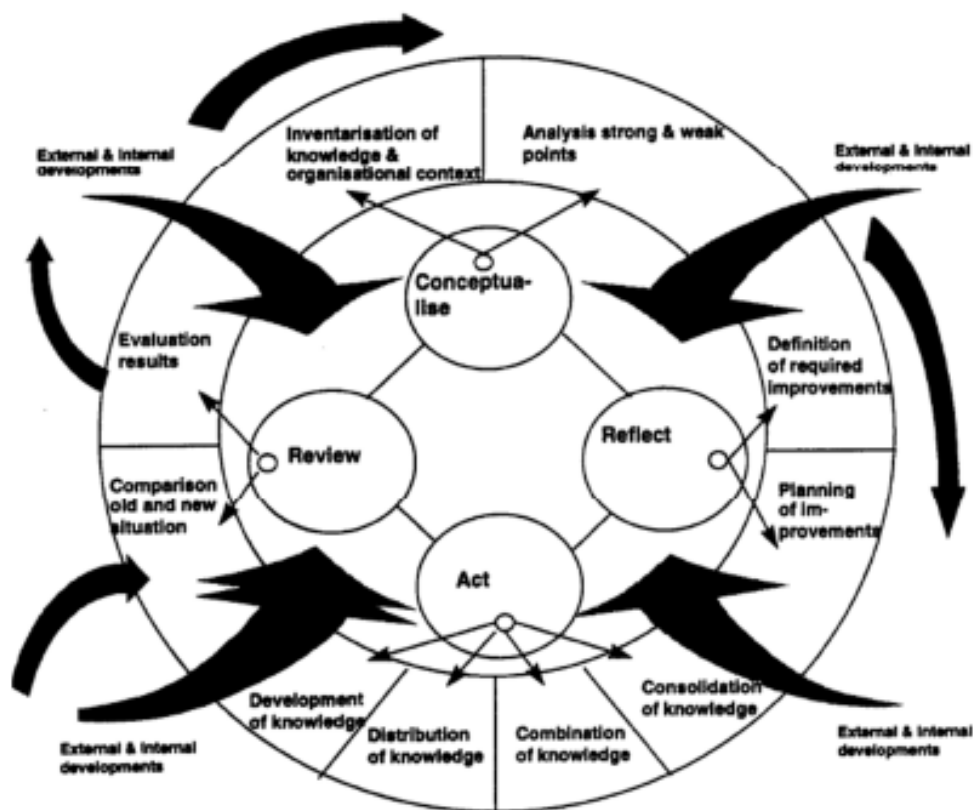 External & Internal
developments
Inventarisation of
knowledge &
organisational context
Analysis strong & weak
points
External & Internal
developments
Conceptua-
lise
Evaluation
results
Definition
of required
improvements
Review
Reflect
Comparison
old and new
situation
Planning
of im-
provements
Act
Development
of knowledge
Distribution
of knowledge
Combination
of knowledge
Consolidation
of knowledge
External & Internal
developments
External & Internal
developments